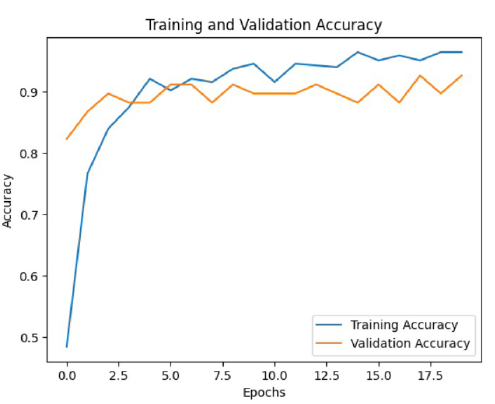 Training and Validation Accuracy
Accuracy
0.9
0.8
0.7
0.6
0.5
0.0 2.5 5.0 7.5 10.0 12.5 15.0 17.5
Epochs
Training Accuracy
Validation Accuracy